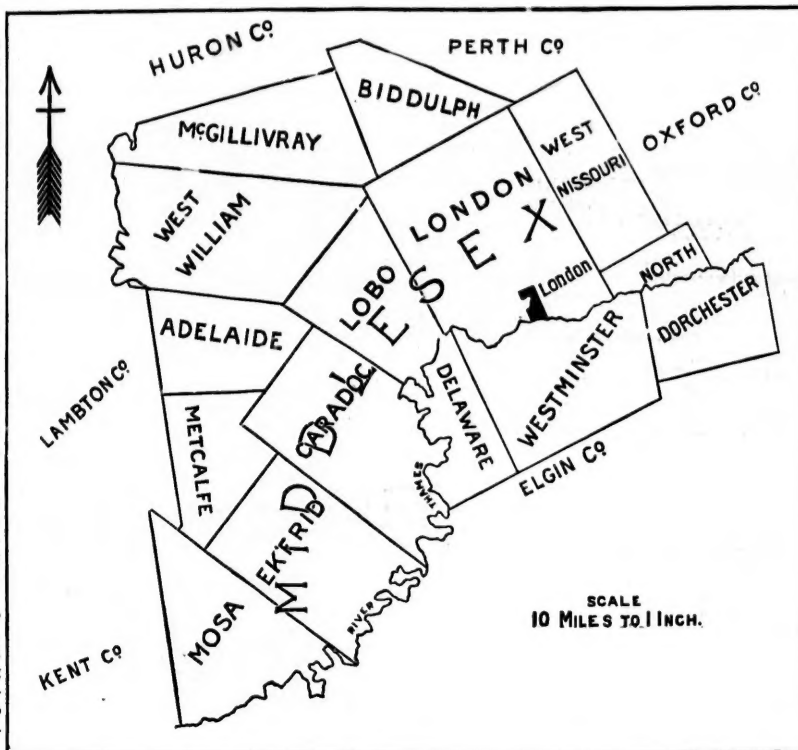 HURON Co
PERTH Co
BIDDULPH
McGILLIVRAY
WEST
NISSOURI
OXFORD Co
WEST
WILLIAM
LONDON
LOBO
MIDDLESEX
London
NORTH
DORCHESTER
ADELAIDE
CARADOC
DELAWARE
WESTMINSTER
LAMBTON Co
METCALFE
THAMES
ELGIN Co
EKFRID
RIVER
MOSA
KENT Co
SCALE
10 MILES TO 1 INCH.